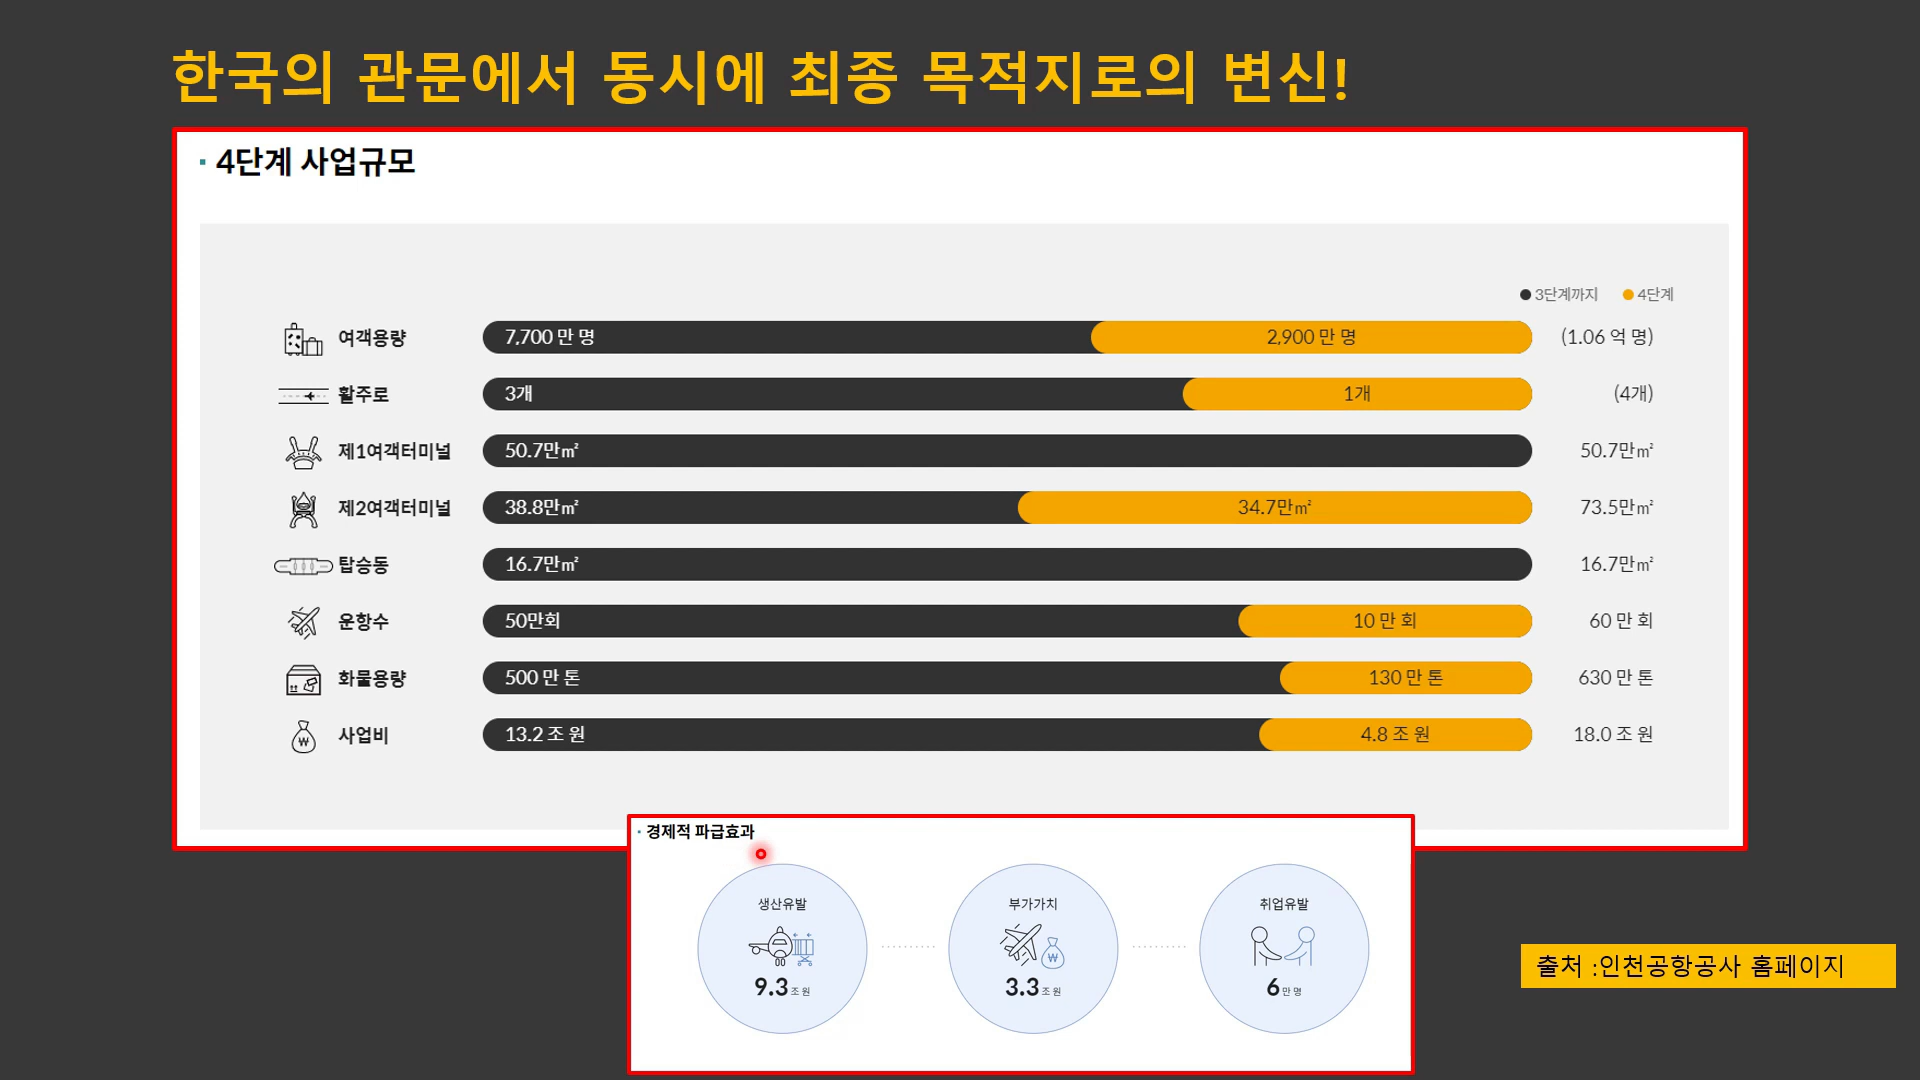 한국의 관문에서 동시에 최종 목적지로의 변신!
4단계 사업규모
3단계까지 4단계
여객용량 7,700 만 명 2,900 만 명 (1.06 억 명)
활주로 3개 1개 (4개)
제1여객터미널 50.7만㎡ 50.7만㎡
제2여객터미널 38.8만㎡ 34.7만㎡ 73.5만㎡
탑승동 16.7만㎡ 16.7만㎡
운항수 50만회 10 만 회 60 만 회
화물용량 500 만 톤 130 만 톤 630 만 톤
사업비 13.2 조 원 4.8 조 원 18.0 조 원
경제적 파급효과
생산유발 부가가치 취업유발
9.3 조 원 3.3 조 원 6 만 명
출처 :인천공항공사 홈페이지